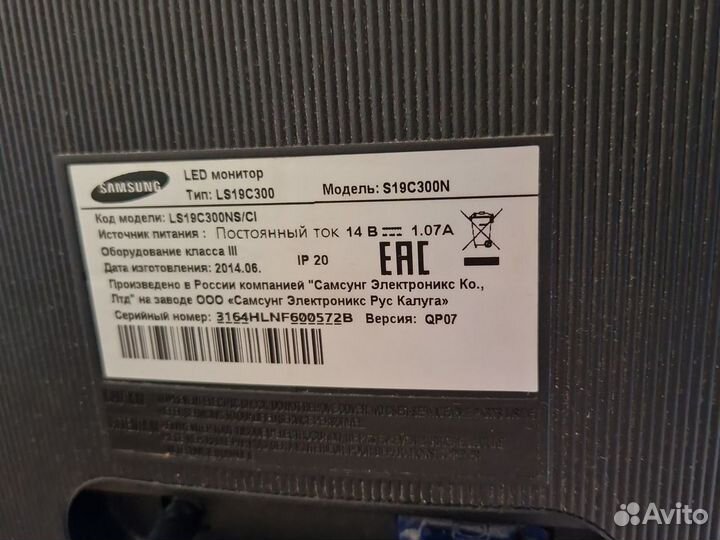 SAMSUNG
LED монитор
Тип: LS19C300
Модель: S19C300N
Код модели: LS19C300NS/CI
Источник питания : Постоянный ток 14 В 1.07A
Оборудование класса III
IP 20
EAC
Дата изготовления: 2014.06.
Произведено в России компанией "Самсунг Электроникс Ко.,
Лтд" на заводе ООО «Самсунг Электроникс Рус Калуга»
Серийный номер: 3164HLNF600572B Версия: QP07
Avito